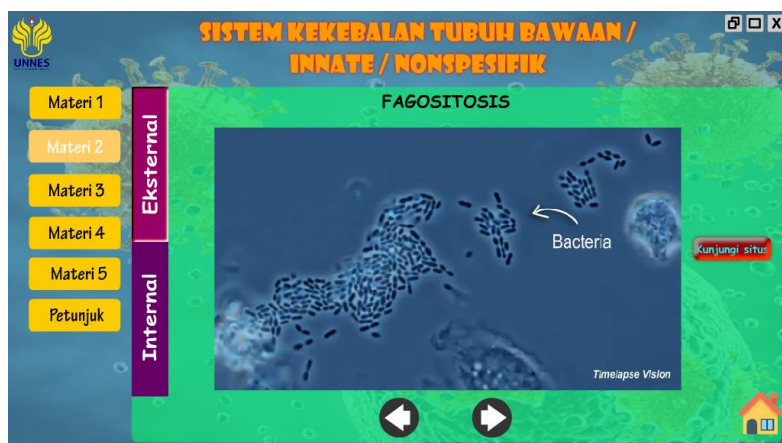 SISTEM KEKEBALAN TUBUH BAWAAN /
INNATE / NONSPESIFIK
X
UNNES
Materi 1
Materi 2
Materi 3
Materi 4
Materi 5
Petunjuk
Eksternal
Internal
FAGOSITOSIS
Bacteria
Timelapse Vision
Kunjungi situs